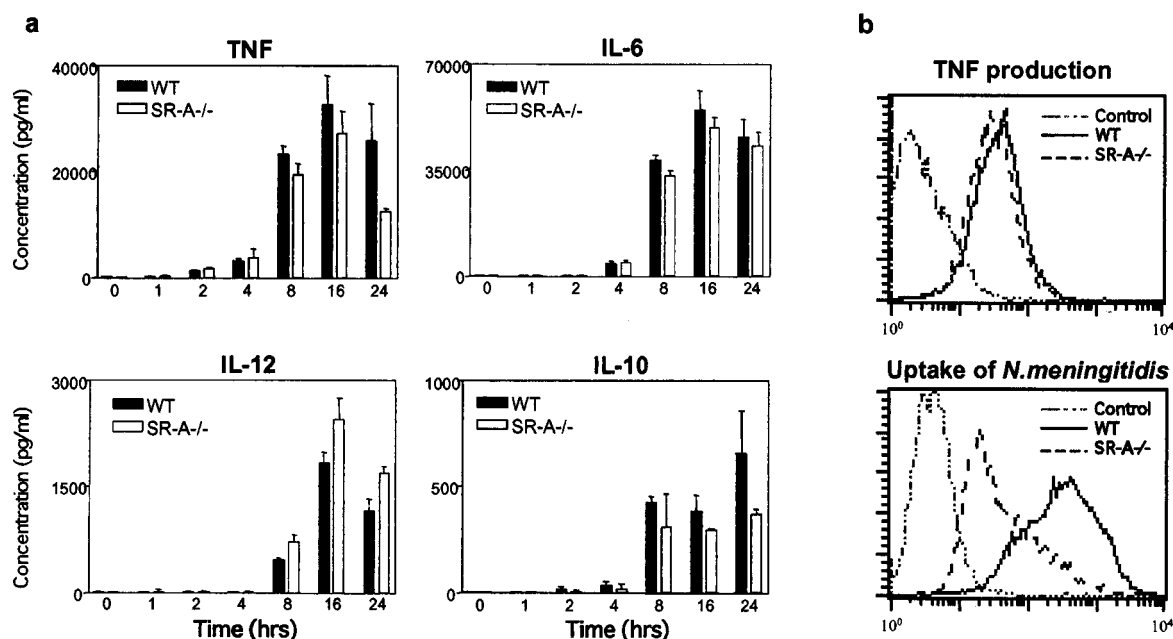 a
b
TNF
IL-6
Concentration (pg/ml)
40000
20000
0
WT
SR-A-/-
0 1 2 4 8 16 24
70000
35000
0
WT
SR-A-/-
0 1 2 4 8 16 24
IL-12
IL-10
Concentration (pg/ml)
3000
1500
0
WT
SR-A-/-
0 1 2 4 8 16 24
Time (hrs)
1000
500
0
WT
SR-A-/-
0 1 2 4 8 16 24
Time (hrs)
TNF production
Control
WT
SR-A-/-
10⁰ 10⁴
Uptake of N.meningitidis
Control
WT
SR-A-/-
10⁰ 10⁴